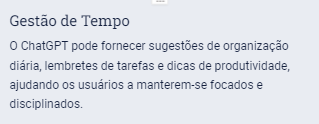 Gestão de Tempo
O ChatGPT pode fornecer sugestões de organização
diária, lembretes de tarefas e dicas de produtividade,
ajudando os usuários a manterem-se focados e
disciplinados.